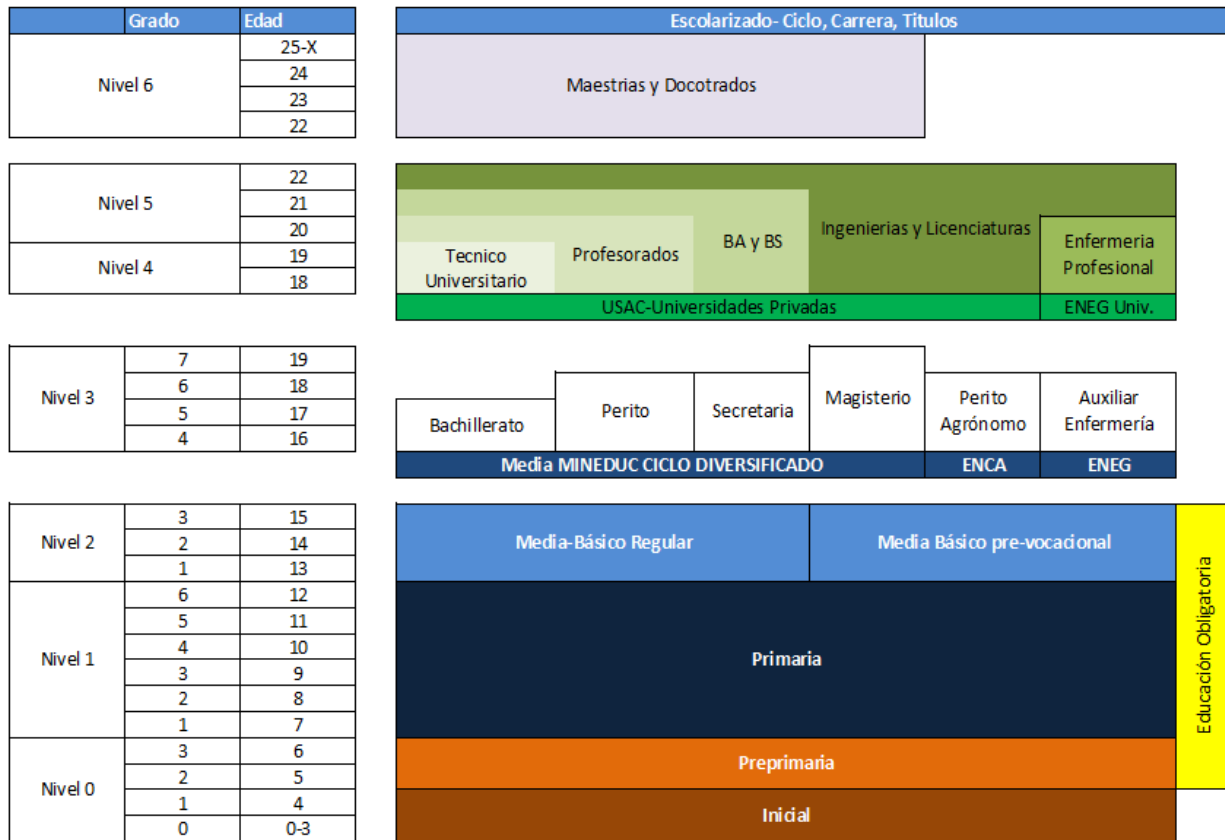 Grado Edad Escolarizado- Ciclo, Carrera, Titulos
25-X
24
23
22
Nivel 6
Maestrias y Docotrados
22
21
20
19
18
Nivel 5
Nivel 4
Tecnico
Universitario
Profesorados
BA y BS
Ingenierias y Licenciaturas
Enfermeria
Profesional
USAC-Universidades Privadas
ENEG Univ.
Nivel 3
7 19
6 18
5 17
4 16
Bachillerato
Perito
Secretaria
Magisterio
Perito
Agrónomo
Auxiliar
Enfermería
Media MINEDUC CICLO DIVERSIFICADO
ENCA
ENEG
Nivel 2
3 15
2 14
1 13
Media-Básico Regular
Media Básico pre-vocacional
Nivel 1
6 12
5 11
4 10
3 9
2 8
1 7
Primaria
Nivel 0
3 6
2 5
1 4
0 0-3
Preprimaria
Inicial
Educación Obligatoria